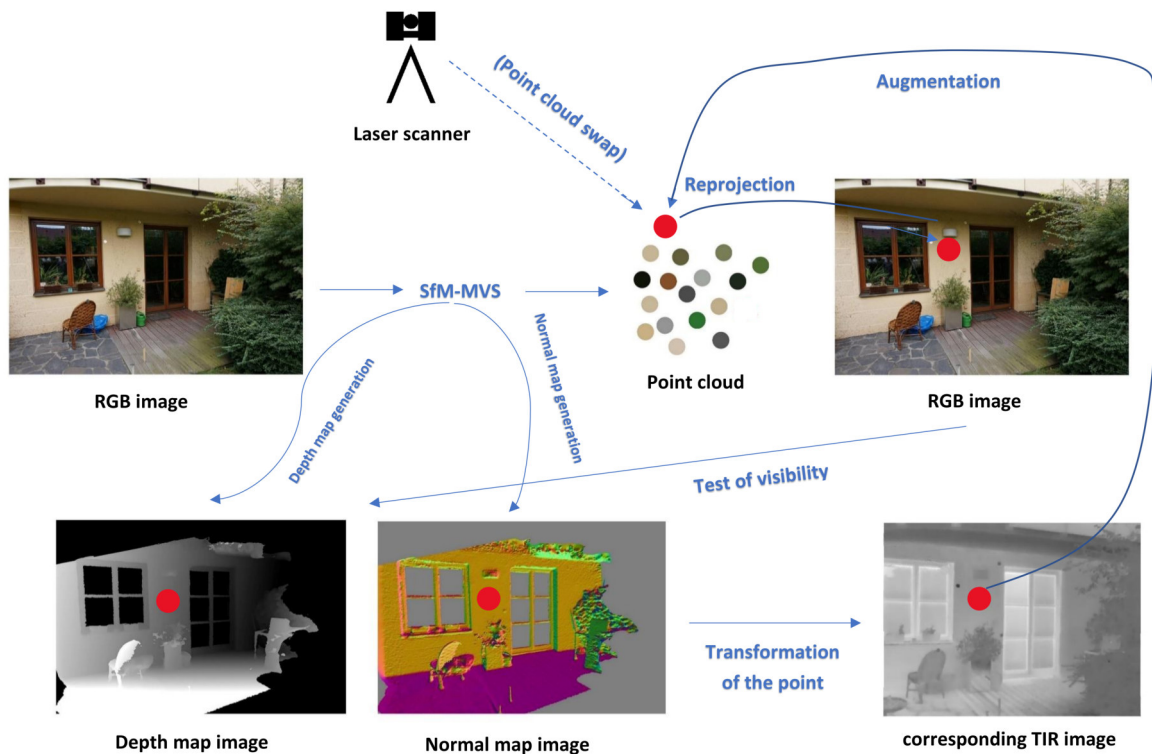 (Point cloud swap)
Augmentation
Laser scanner
Reprojection
SfM-MVS
RGB image
Point cloud
RGB image
Depth map generation
Normal map generation
Test of visibility
Transformation
of the point
Depth map image
Normal map image
corresponding TIR image